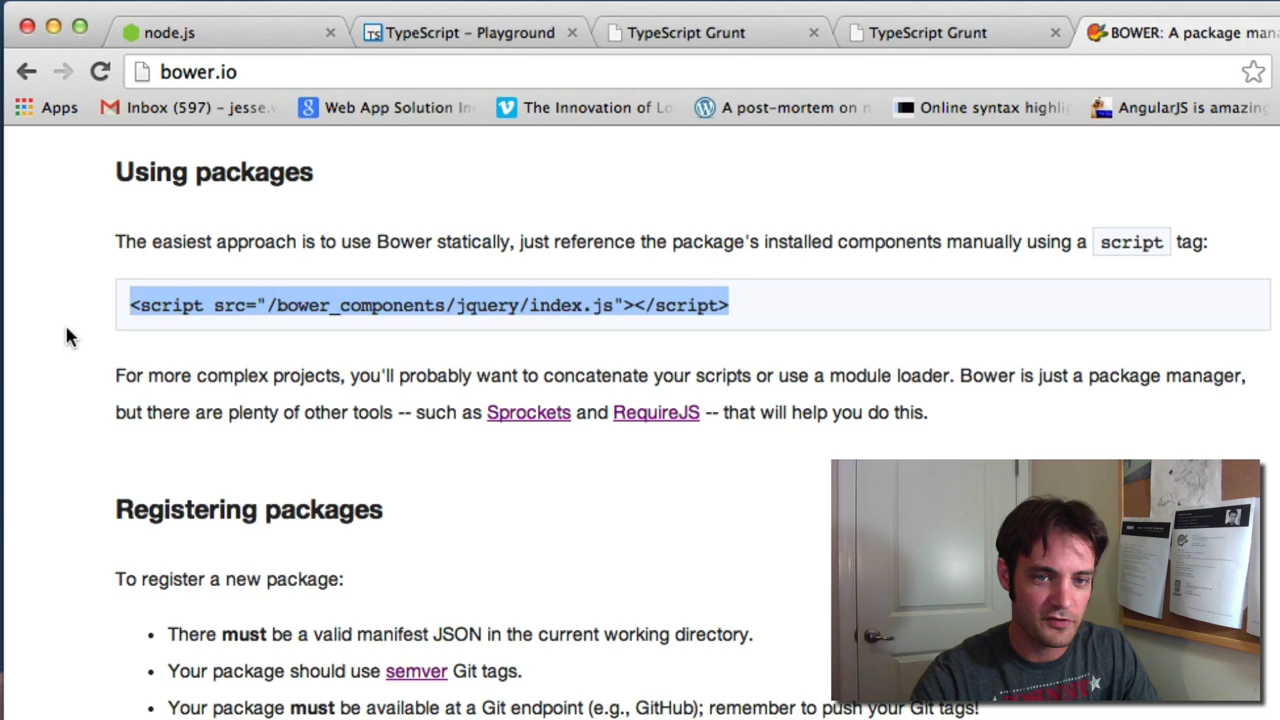 node.js
TypeScript - Playground
TypeScript Grunt
TypeScript Grunt
BOWER: A package man
bower.io
Apps
Inbox (597) - jesse.
Web App Solution In
The Innovation of Lo
A post-mortem on n
Online syntax highli
AngularJS is amazing
Using packages
The easiest approach is to use Bower statically, just reference the package's installed components manually using a script tag:
<script src="/bower_components/jquery/index.js"></script>
For more complex projects, you'll probably want to concatenate your scripts or use a module loader. Bower is just a package manager,
but there are plenty of other tools -- such as Sprockets and RequireJS -- that will help you do this.
Registering packages
To register a new package:
• There must be a valid manifest JSON in the current working directory.
• Your package should use semver Git tags.
• Your package must be available at a Git endpoint (e.g., GitHub); remember to push your Git tags!